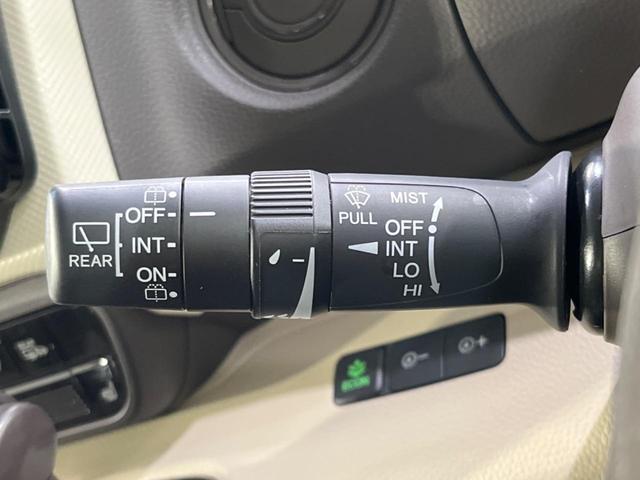 OFF
INT
ON
REAR
PULL
MIST
OFF
INT
LO
HI
ECON